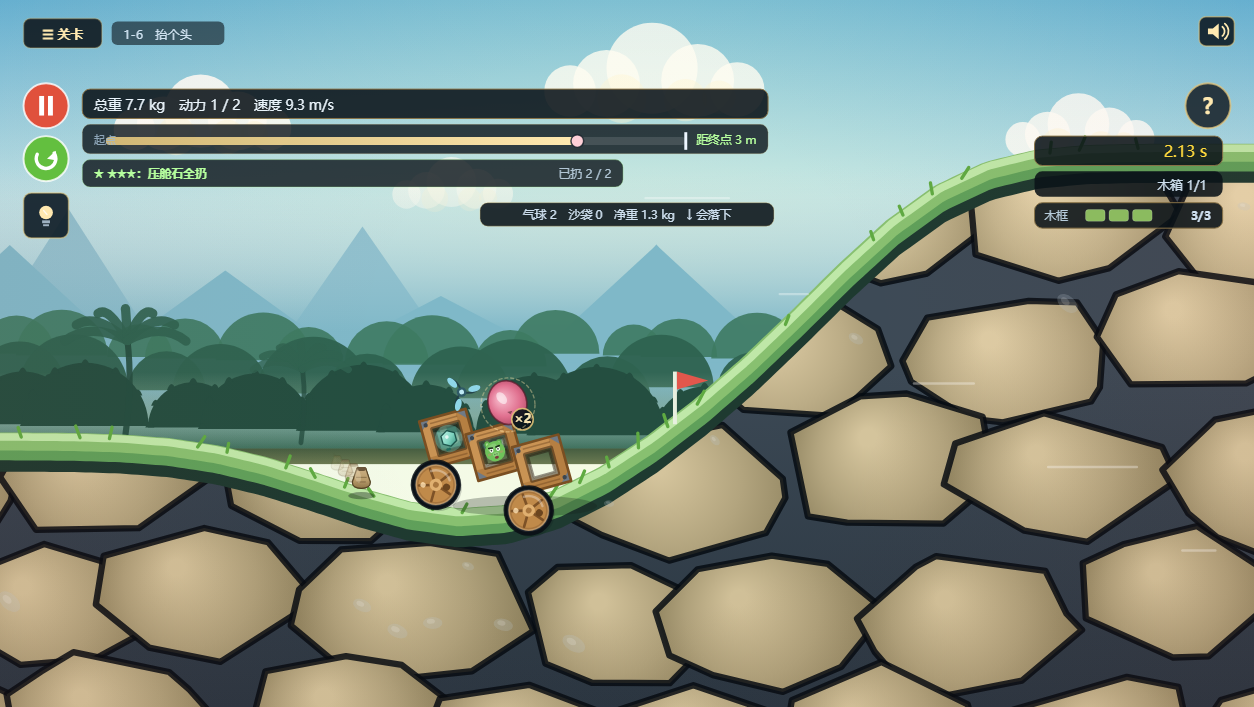 ☰ 关卡
1-6 抬个头
总重 7.7 kg 动力 1 / 2 速度 9.3 m/s
起点
距终点 3 m
★ ★★★: 压舱石全扔
已扔 2 / 2
气球 2 沙袋 0 净重 1.3 kg ↓会落下
?
2.13 s
木箱 1/1
木框 3/3
×2